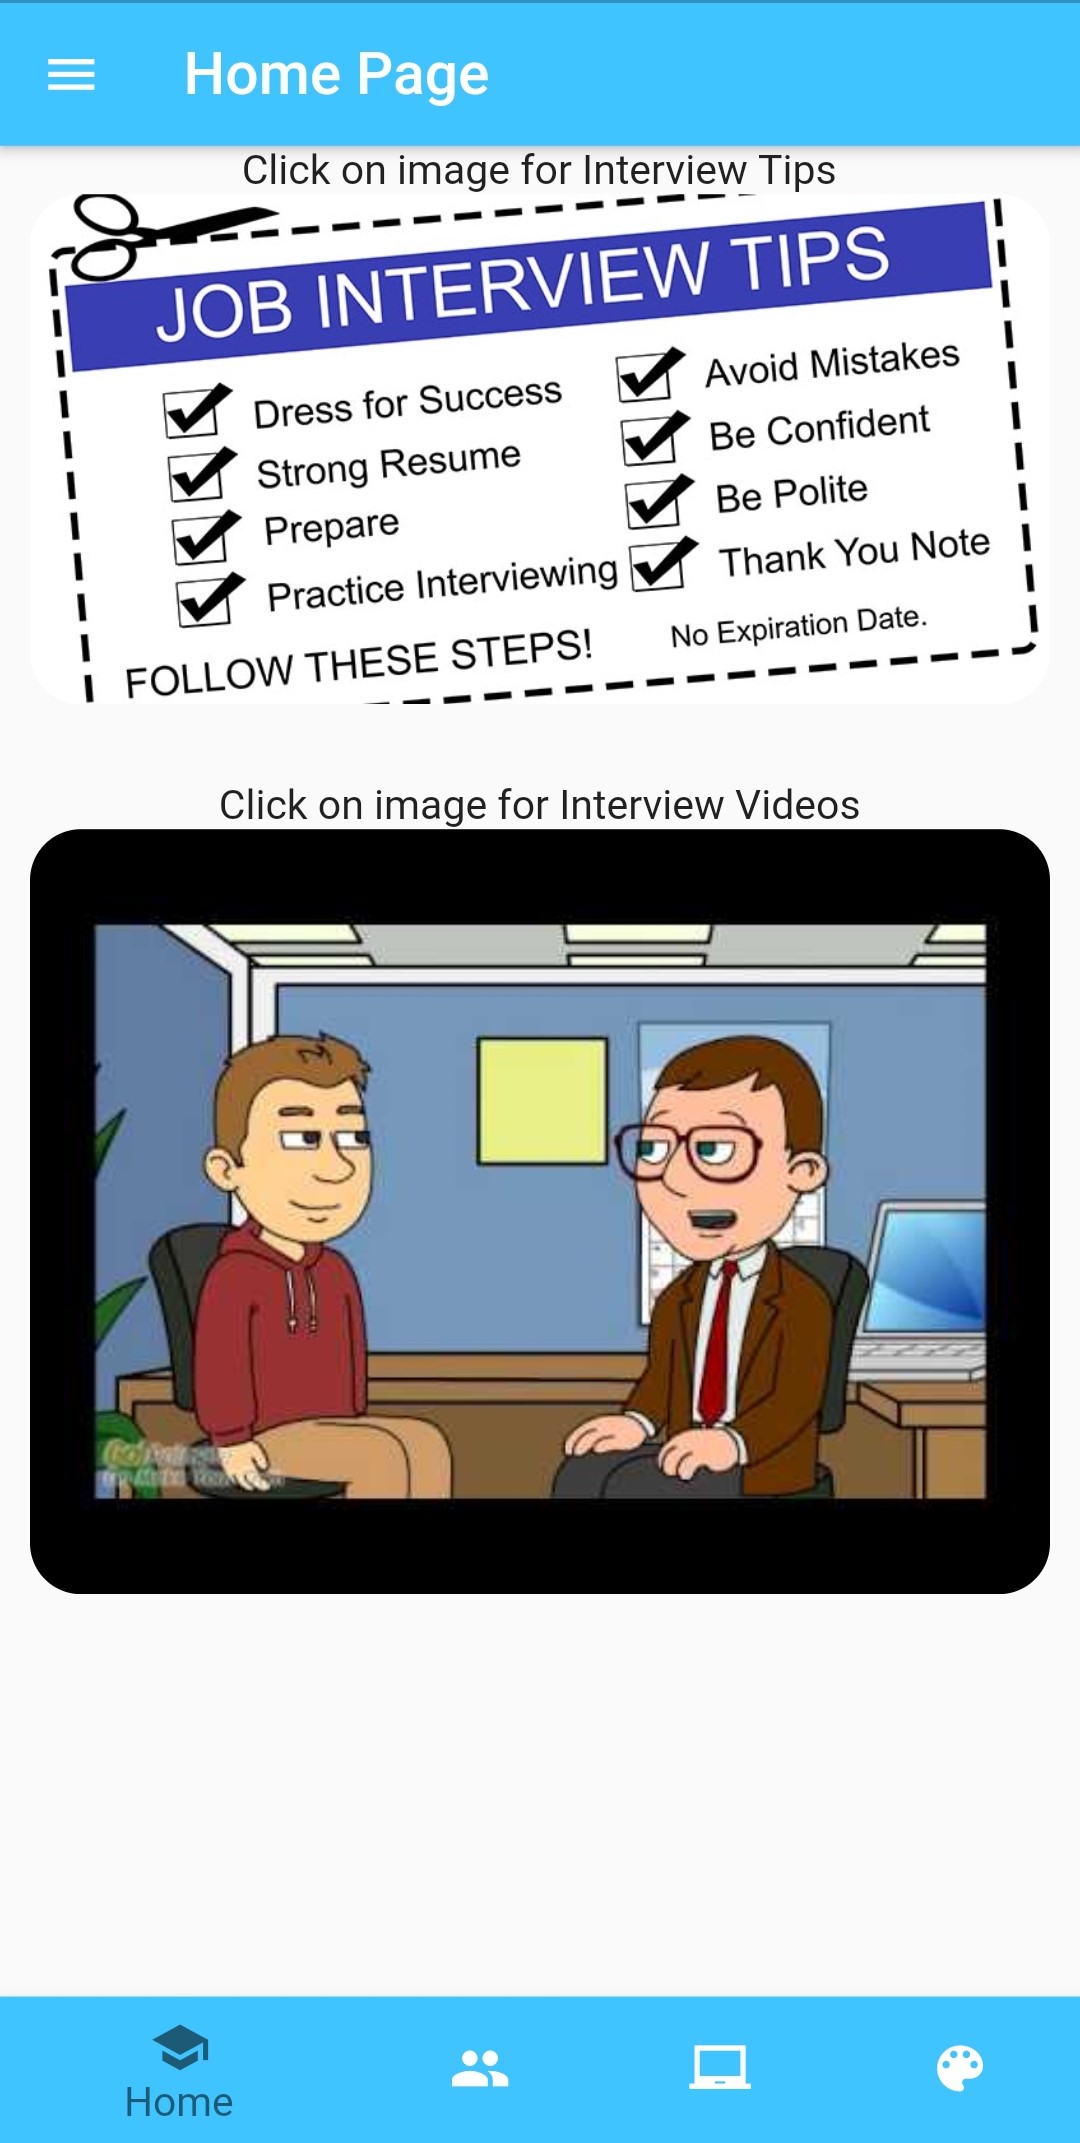 Home Page
Click on image for Interview Tips
JOB INTERVIEW TIPS
Dress for Success
Strong Resume
Prepare
Practice Interviewing
Avoid Mistakes
Be Confident
Be Polite
Thank You Note
FOLLOW THESE STEPS!
No Expiration Date.
Click on image for Interview Videos
Home